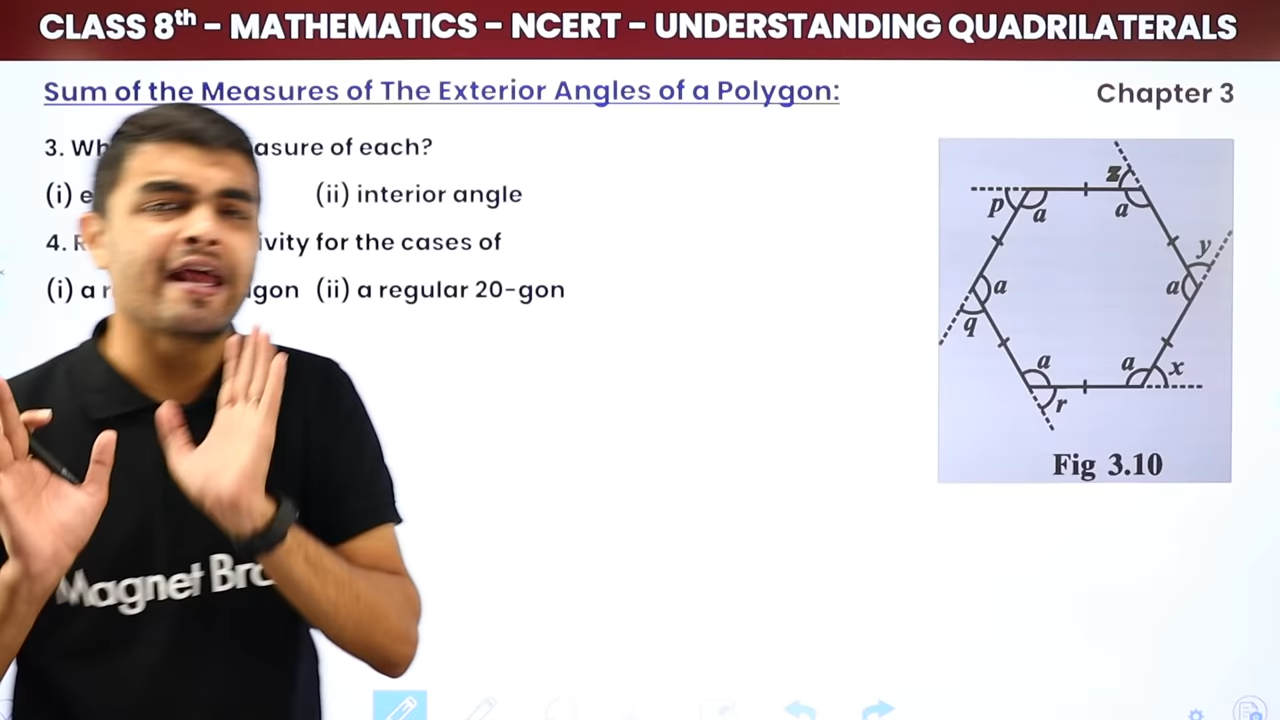 CLASS 8th - MATHEMATICS - NCERT - UNDERSTANDING QUADRILATERALS
Sum of the Measures of The Exterior Angles of a Polygon:
Chapter 3
3. Wh asure of each?
(i) e (ii) interior angle
4. R ivity for the cases of
(i) a r gon (ii) a regular 20-gon
z
p a a
y
a a
q
a a x
r
Fig 3.10
Magnet Bra